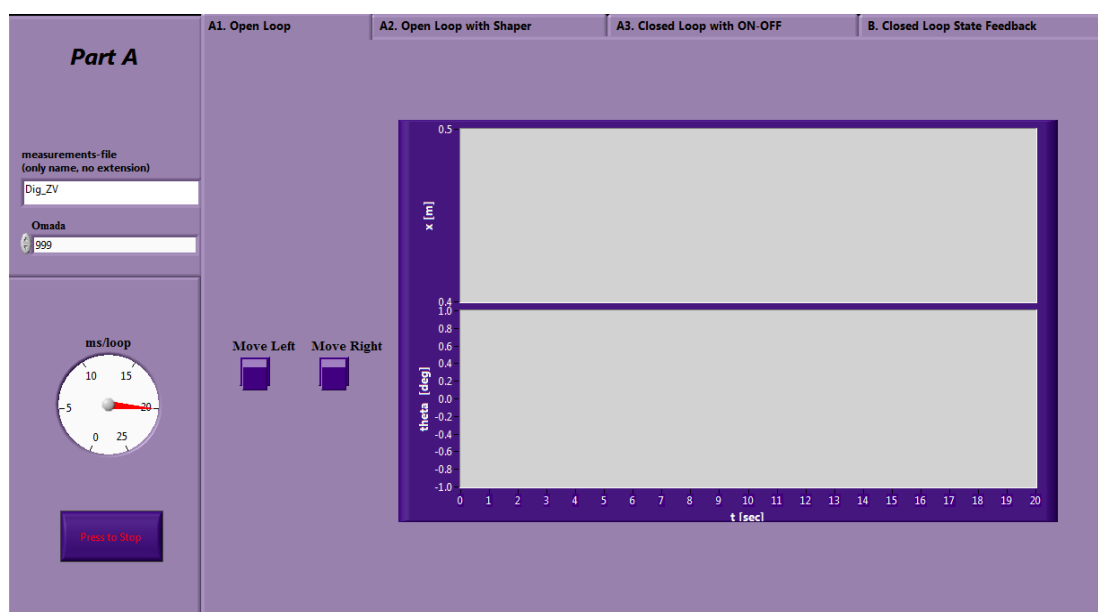 A1. Open Loop
A2. Open Loop with Shaper
A3. Closed Loop with ON-OFF
B. Closed Loop State Feedback
Part A
measurements-file
(only name, no extension)
Dig_ZV
Omada
999
ms/loop
10 15
5 20
0 25
Press to Stop
Move Left Move Right
0.5
x [m]
0.4
1.0
0.8
0.6
0.4
0.2
0.0
-0.2
-0.4
-0.6
-0.8
-1.0
theta [deg]
0 1 2 3 4 5 6 7 8 9 10 11 12 13 14 15 16 17 18 19 20
t [sec]